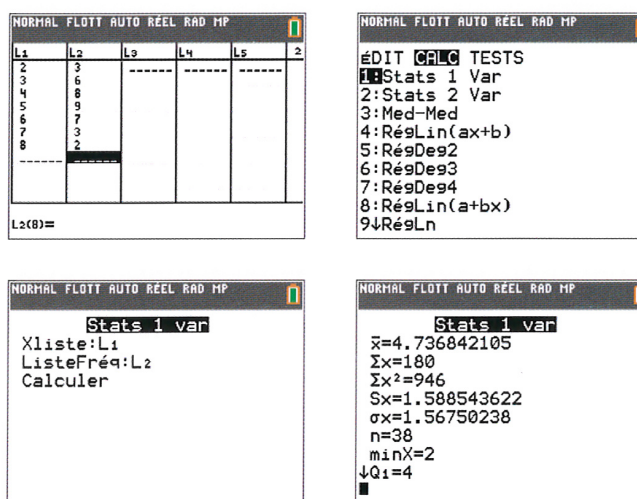 NORMAL FLOTT AUTO RÉEL RAD MP
L1 L2 L3 L4 L5 2
2 3 ------ ------ ------
3 6
4 8
5 9
6 7
7 3
8 2
------ ------
L2(8)=
NORMAL FLOTT AUTO RÉEL RAD MP
ÉDIT CALC TESTS
1:Stats 1 Var
2:Stats 2 Var
3:Med-Med
4:RégLin(ax+b)
5:RégDeg2
6:RégDeg3
7:RégDeg4
8:RégLin(a+bx)
9↓RégLn
NORMAL FLOTT AUTO RÉEL RAD MP
Stats 1 var
Xliste:L1
ListeFréq:L2
Calculer
NORMAL FLOTT AUTO RÉEL RAD MP
Stats 1 var
x̄=4.736842105
Σx=180
Σx²=946
Sx=1.588543622
σx=1.56750238
n=38
minX=2
↓Q1=4